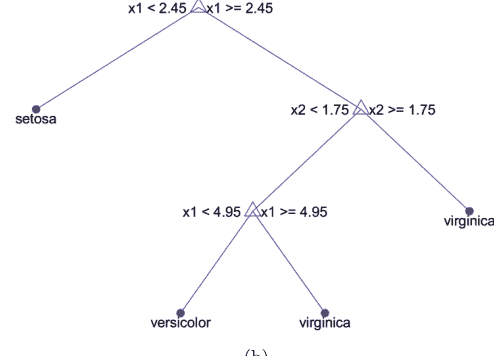 x1 < 2.45 x1 >= 2.45
setosa
x2 < 1.75 x2 >= 1.75
x1 < 4.95 x1 >= 4.95
virginica
versicolor virginica
(b)